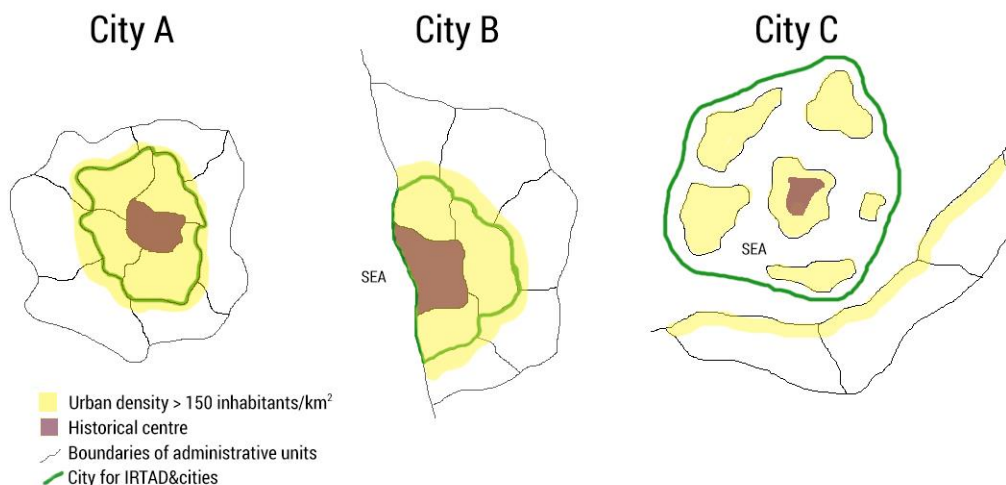 City A
City B
City C
SEA
SEA
Urban density > 150 inhabitants/km²
Historical centre
Boundaries of administrative units
City for IRTAD&cities